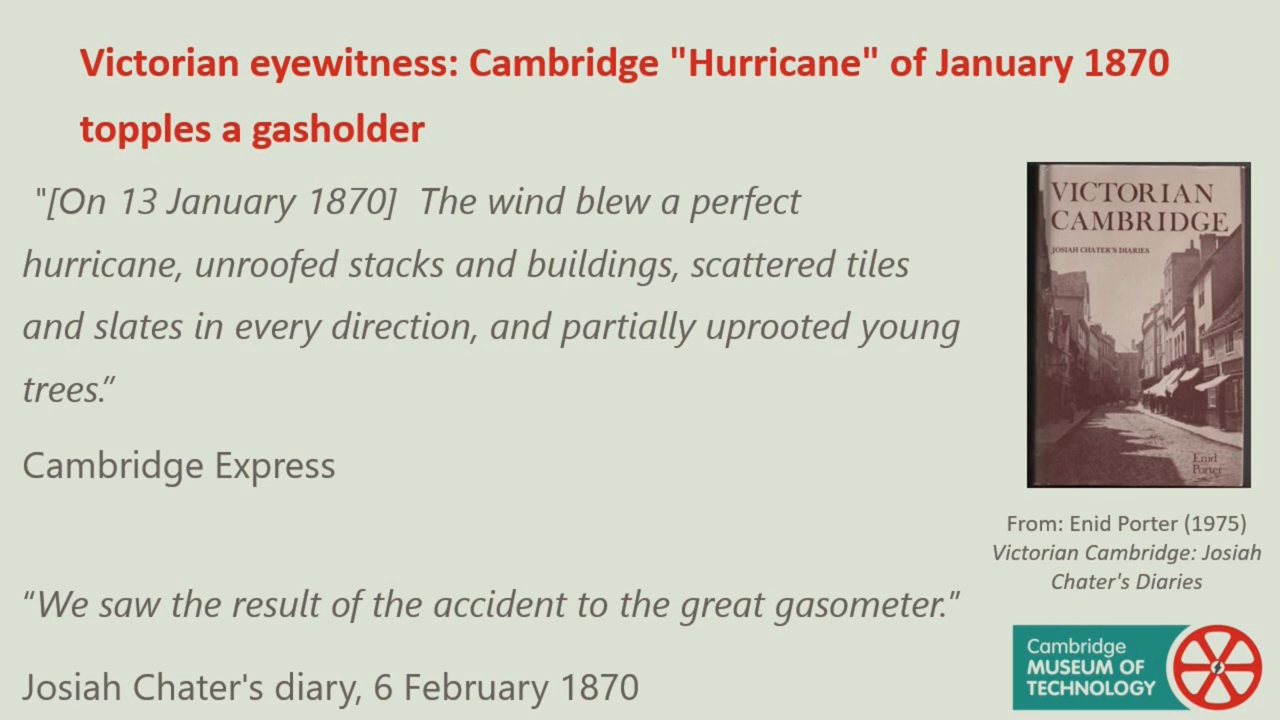 Victorian eyewitness: Cambridge "Hurricane" of January 1870
topples a gasholder
"[On 13 January 1870]  The wind blew a perfect
hurricane, unroofed stacks and buildings, scattered tiles
and slates in every direction, and partially uprooted young
trees.”
Cambridge Express
“We saw the result of the accident to the great gasometer.”
Josiah Chater's diary, 6 February 1870
VICTORIAN
CAMBRIDGE
JOSIAH CHATER'S DIARIES
Enid
Porter
From: Enid Porter (1975)
Victorian Cambridge: Josiah
Chater's Diaries
Cambridge
MUSEUM OF
TECHNOLOGY